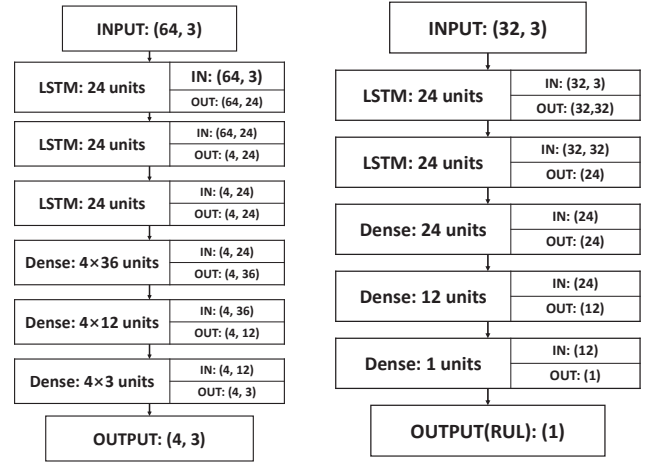 INPUT: (64, 3)
LSTM: 24 units
IN: (64, 3)
OUT: (64, 24)
LSTM: 24 units
IN: (64, 24)
OUT: (4, 24)
LSTM: 24 units
IN: (4, 24)
OUT: (4, 24)
Dense: 4×36 units
IN: (4, 24)
OUT: (4, 36)
Dense: 4×12 units
IN: (4, 36)
OUT: (4, 12)
Dense: 4×3 units
IN: (4, 12)
OUT: (4, 3)
OUTPUT: (4, 3)
INPUT: (32, 3)
LSTM: 24 units
IN: (32, 3)
OUT: (32,32)
LSTM: 24 units
IN: (32, 32)
OUT: (24)
Dense: 24 units
IN: (24)
OUT: (24)
Dense: 12 units
IN: (24)
OUT: (12)
Dense: 1 units
IN: (12)
OUT: (1)
OUTPUT(RUL): (1)